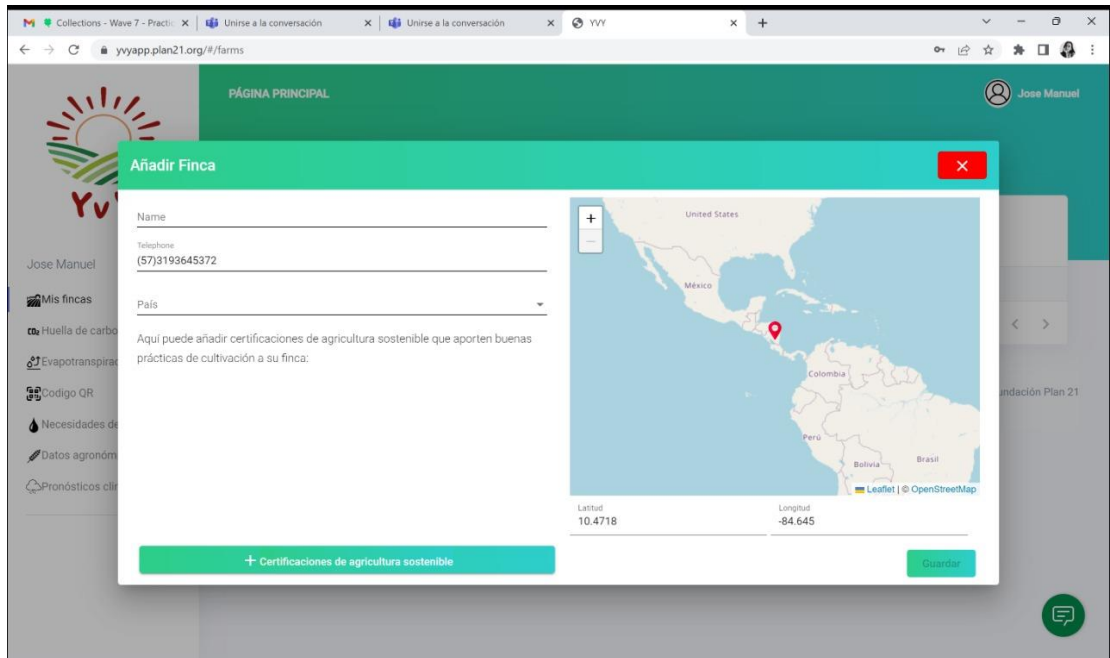 Collections - Wave 7 - Practic
Unirse a la conversación
Unirse a la conversación
YVY
yvyapp.plan21.org/#/farms
PÁGINA PRINCIPAL
Jose Manuel
Añadir Finca
Name
Telephone
(57)3193645372
País
Aquí puede añadir certificaciones de agricultura sostenible que aporten buenas
prácticas de cultivación a su finca:
+ Certificaciones de agricultura sostenible
+
−
United States
México
Colombia
Perú
Bolivia
Brasil
Leaflet | © OpenStreetMap
Latitud
10.4718
Longitud
-84.645
Guardar
Jose Manuel
Mis fincas
CO₂ Huella de carbo
Evapotranspirac
Codigo QR
Necesidades de
Datos agronóm
Pronósticos clim
undación Plan 21